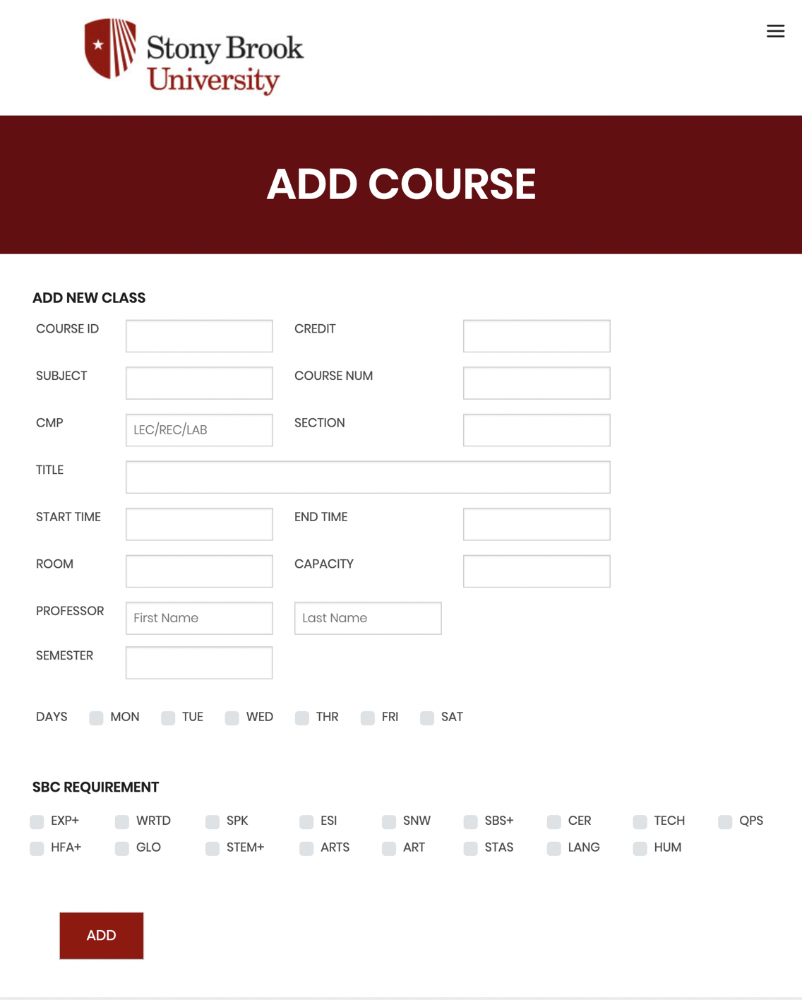 Stony Brook
University
ADD COURSE
ADD NEW CLASS
COURSE ID CREDIT
SUBJECT COURSE NUM
CMP LEC/REC/LAB SECTION
TITLE
START TIME END TIME
ROOM CAPACITY
PROFESSOR First Name Last Name
SEMESTER
DAYS MON TUE WED THR FRI SAT
SBC REQUIREMENT
EXP+ WRTD SPK ESI SNW SBS+ CER TECH QPS
HFA+ GLO STEM+ ARTS ART STAS LANG HUM
ADD